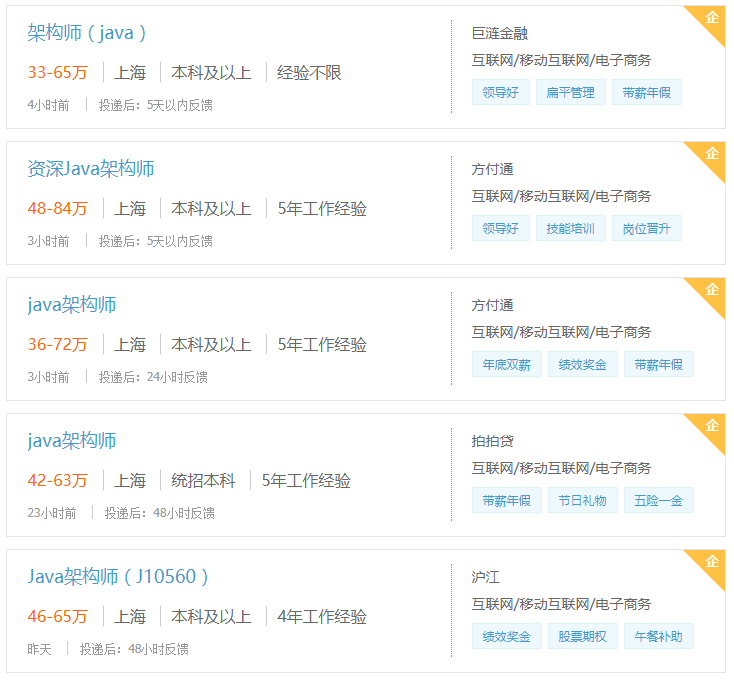 架构师（java）
33-65万 上海 本科及以上 经验不限
4小时前 投递后：5天以内反馈
巨涟金融
互联网/移动互联网/电子商务
领导好 扁平管理 带薪年假
企
资深Java架构师
48-84万 上海 本科及以上 5年工作经验
3小时前 投递后：5天以内反馈
方付通
互联网/移动互联网/电子商务
领导好 技能培训 岗位晋升
企
java架构师
36-72万 上海 本科及以上 5年工作经验
3小时前 投递后：24小时反馈
方付通
互联网/移动互联网/电子商务
年底双薪 绩效奖金 带薪年假
企
java架构师
42-63万 上海 统招本科 5年工作经验
23小时前 投递后：48小时反馈
拍拍贷
互联网/移动互联网/电子商务
带薪年假 节日礼物 五险一金
企
Java架构师（J10560）
46-65万 上海 本科及以上 4年工作经验
昨天 投递后：48小时反馈
沪江
互联网/移动互联网/电子商务
绩效奖金 股票期权 午餐补助
企